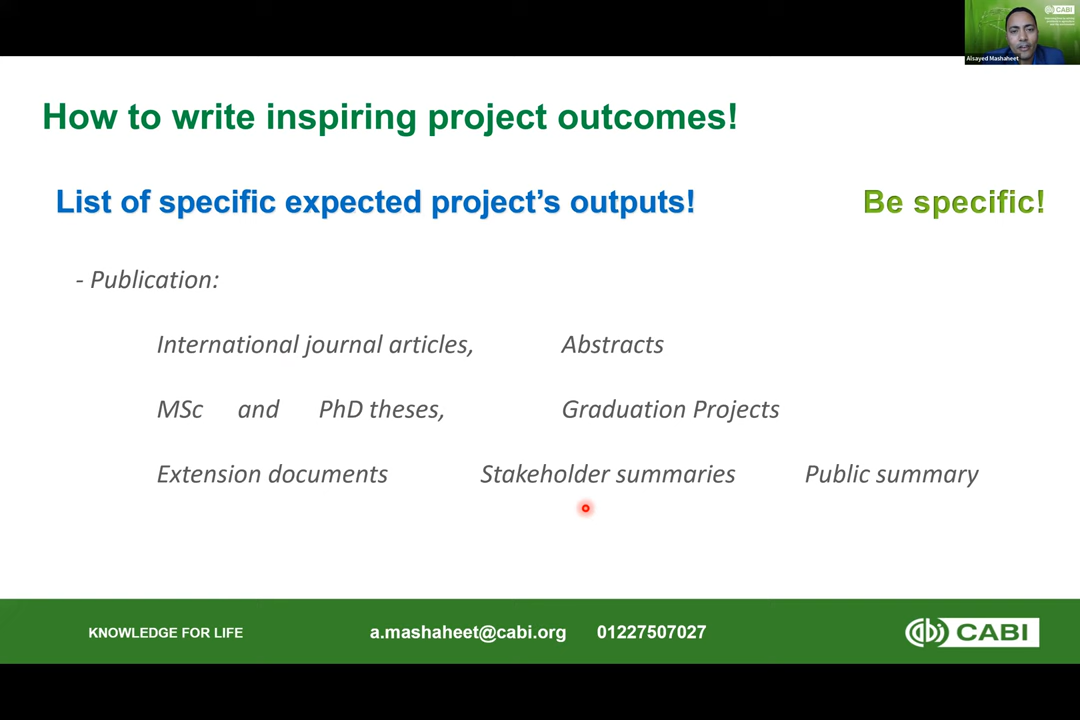 CABI
Alsayed Mashaheet
How to write inspiring project outcomes!
List of specific expected project's outputs! Be specific!
- Publication:
International journal articles, Abstracts
MSc and PhD theses, Graduation Projects
Extension documents Stakeholder summaries Public summary
KNOWLEDGE FOR LIFE a.mashaheet@cabi.org 01227507027 CABI